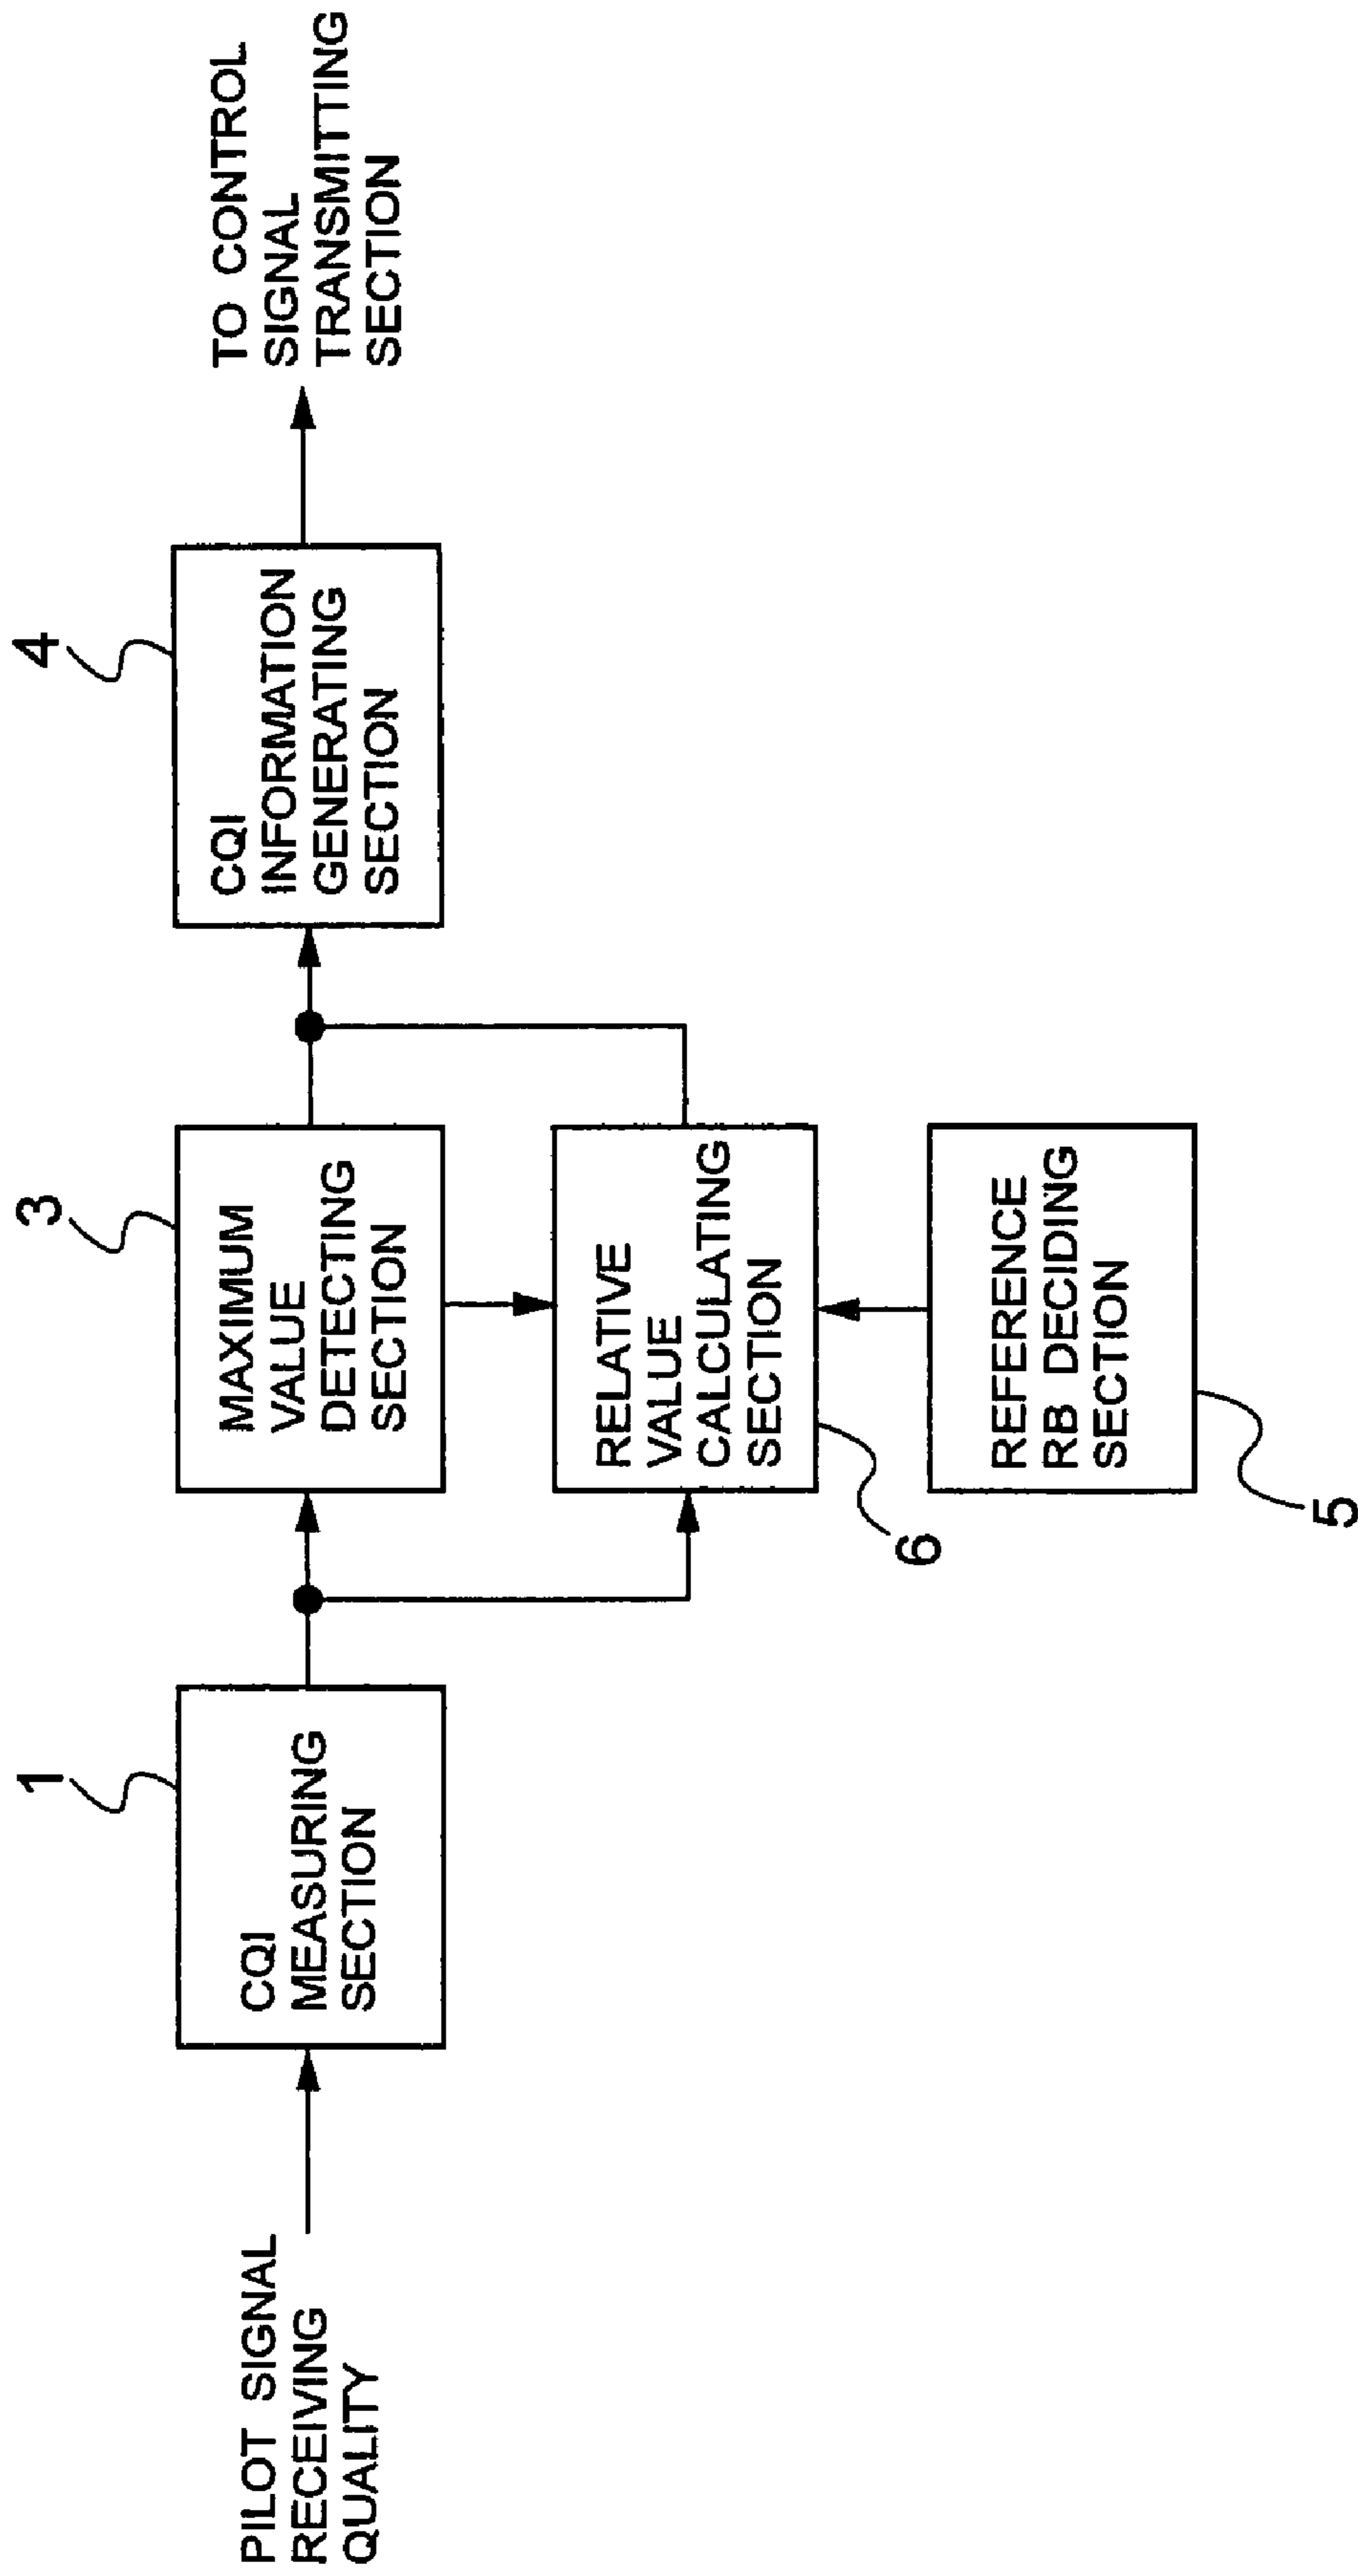 PILOT SIGNAL
RECEIVING
QUALITY
1
CQI
MEASURING
SECTION
3
MAXIMUM
VALUE
DETECTING
SECTION
4
CQI
INFORMATION
GENERATING
SECTION
TO CONTROL
SIGNAL
TRANSMITTING
SECTION
RELATIVE
VALUE
CALCULATING
SECTION
6
REFERENCE
RB DECIDING
SECTION
5